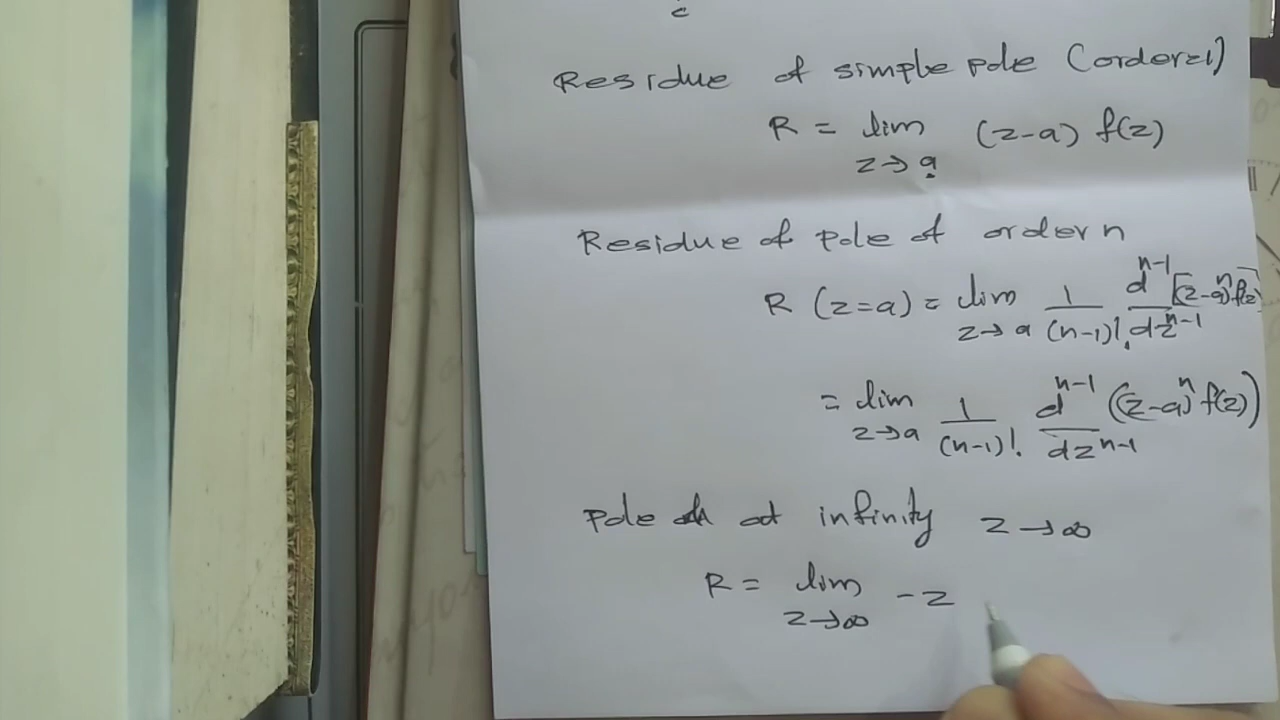 c
Residue of simple pole (order=1)
R = lim z→a (z-a) f(z)
Residue of pole of order n
R (z=a) = lim z→a 1/(n-1)! d^(n-1)/dz^(n-1) [(z-a)^n f(z)]
= lim z→a 1/(n-1)! d^(n-1)/dz^(n-1) ((z-a)^n f(z))
Pole at infinity z→∞
R = lim z→∞ -z